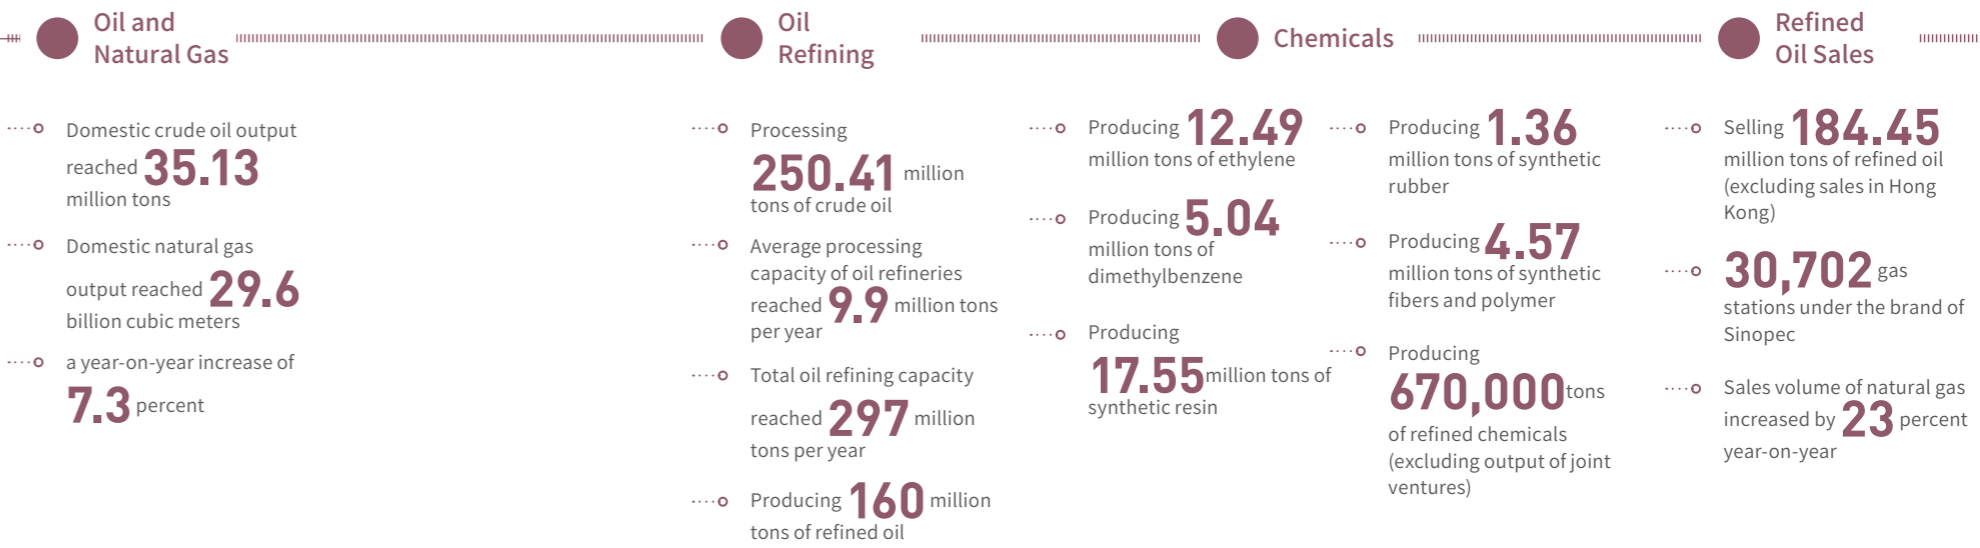 Oil and
Natural Gas
Domestic crude oil output
reached 35.13
million tons
Domestic natural gas
output reached 29.6
billion cubic meters
a year-on-year increase of
7.3 percent
Oil
Refining
Processing
250.41 million
tons of crude oil
Average processing
capacity of oil refineries
reached 9.9 million tons
per year
Total oil refining capacity
reached 297 million
tons per year
Producing 160 million
tons of refined oil
Chemicals
Producing 12.49
million tons of ethylene
Producing 5.04
million tons of
dimethylbenzene
Producing
17.55 million tons of
synthetic resin
Producing 1.36
million tons of synthetic
rubber
Producing 4.57
million tons of synthetic
fibers and polymer
Producing
670,000 tons
of refined chemicals
(excluding output of joint
ventures)
Refined
Oil Sales
Selling 184.45
million tons of refined oil
(excluding sales in Hong
Kong)
30,702 gas
stations under the brand of
Sinopec
Sales volume of natural gas
increased by 23 percent
year-on-year